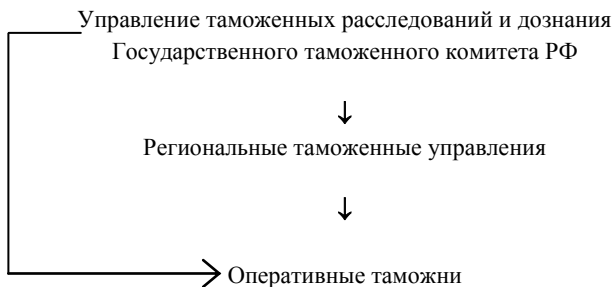 Управление таможенных расследований и дознания
Государственного таможенного комитета РФ
Региональные таможенные управления
Оперативные таможни